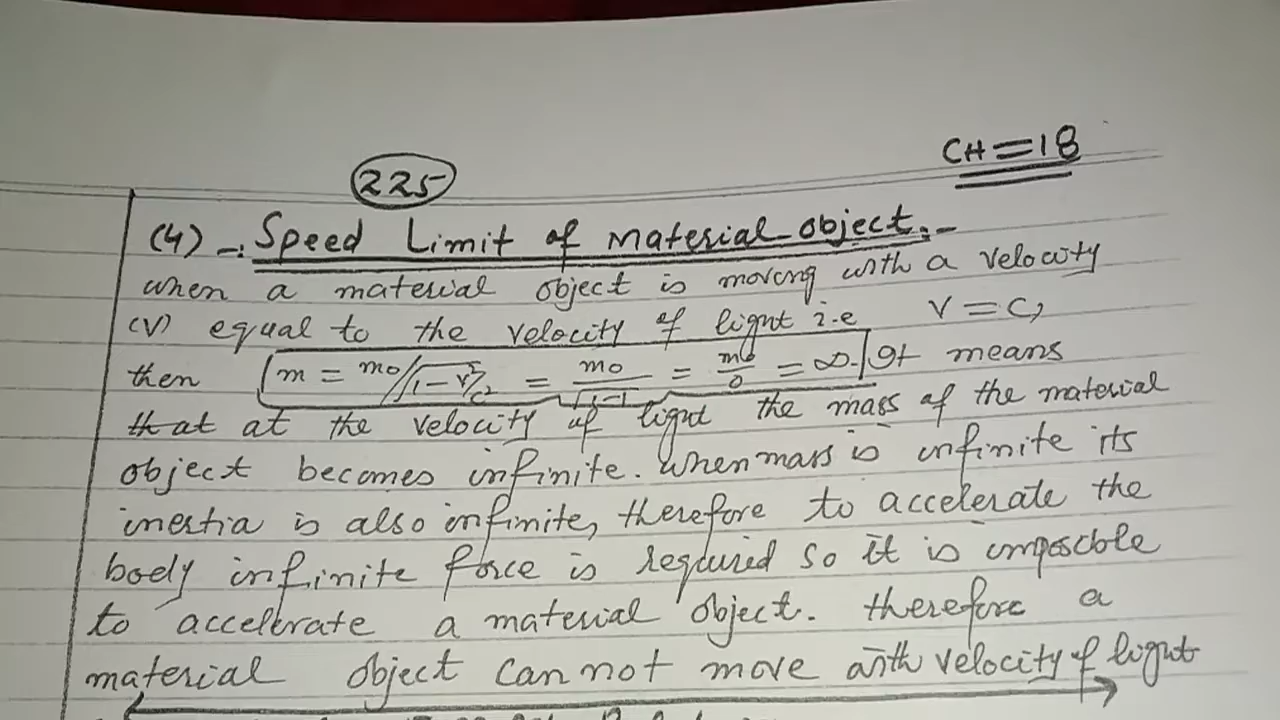 CH = 18
225
(4) -: Speed Limit of material object :-
when a material object is moving with a velocity
(V) equal to the velocity of light i.e V = C,
then m = m₀/√1-V²/C² = m₀/√1-1 = m₀/0 = ∞. It means
that at the velocity of light the mass of the material
object becomes infinite. when mass is infinite its
inertia is also infinite, therefore to accelerate the
body infinite force is required so it is impossible
to accelerate a material object. therefore a
material object can not move with velocity of light